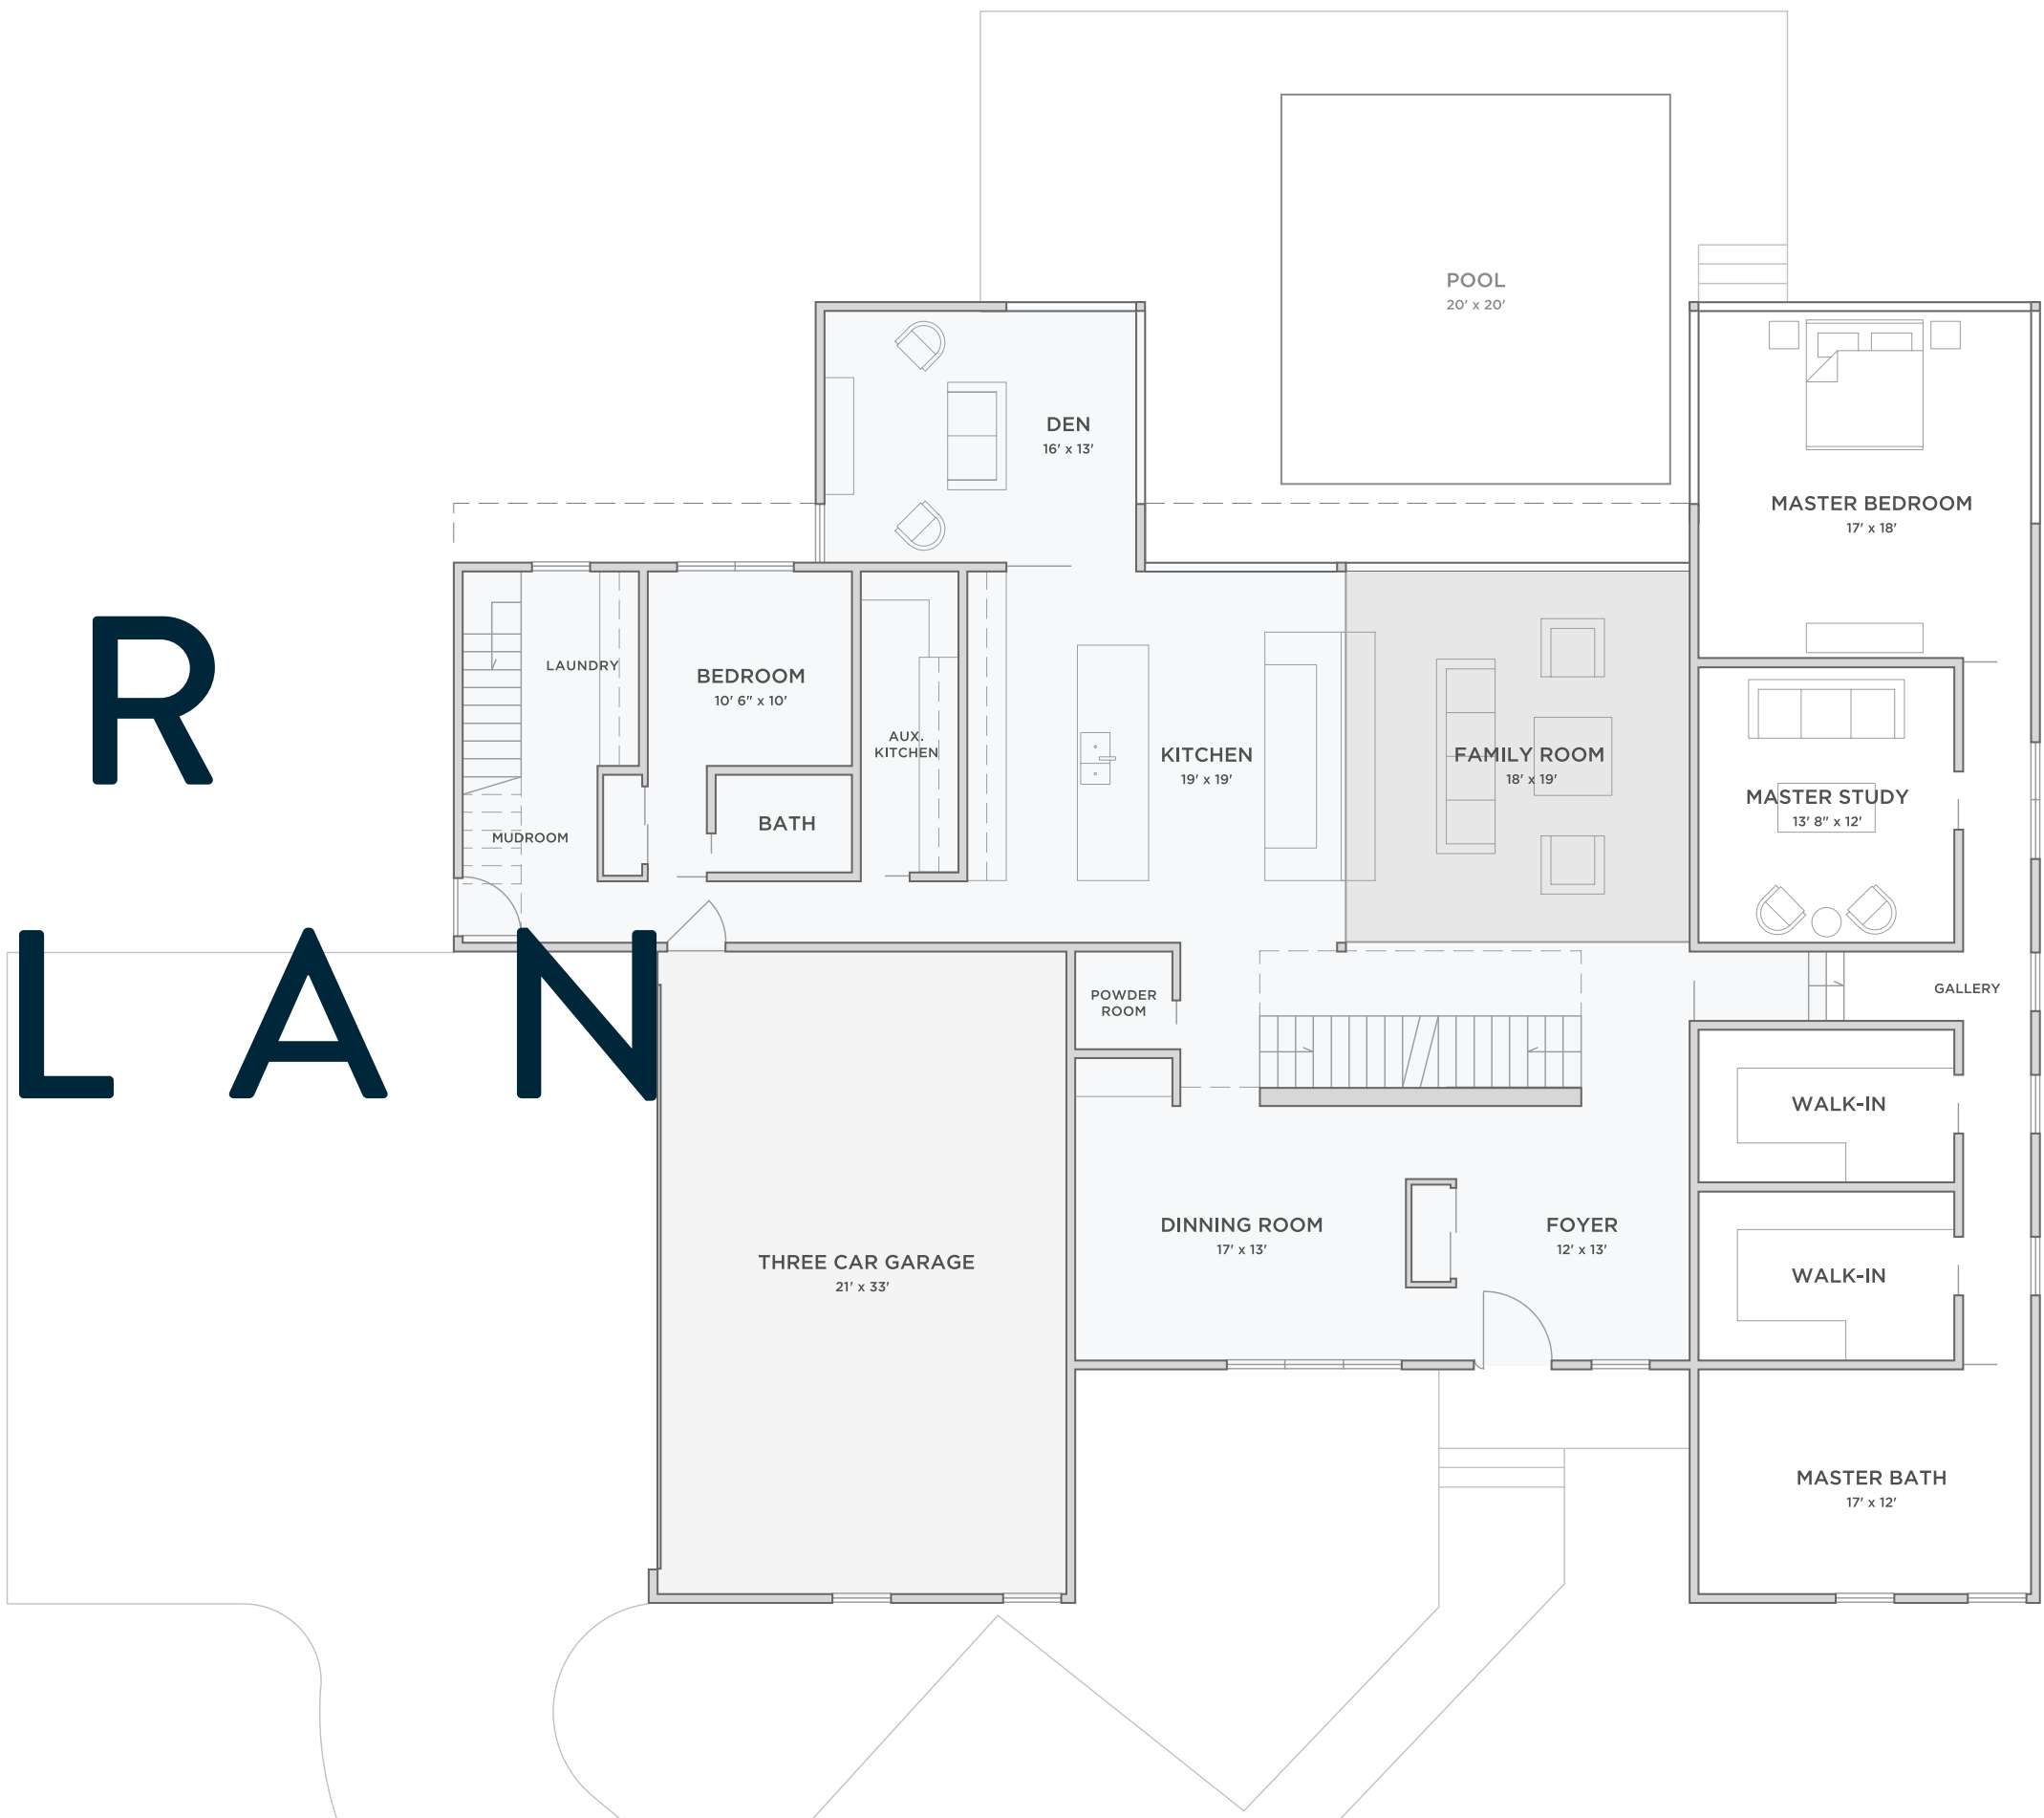 R
LAN
POOL
20' x 20'
DEN
16' x 13'
MASTER BEDROOM
17' x 18'
LAUNDRY
BEDROOM
10' 6" x 10'
AUX.
KITCHEN
KITCHEN
19' x 19'
FAMILY ROOM
18' x 19'
MASTER STUDY
13' 8" x 12'
BATH
MUDROOM
POWDER
ROOM
GALLERY
WALK-IN
DINNING ROOM
17' x 13'
FOYER
12' x 13'
THREE CAR GARAGE
21' x 33'
WALK-IN
MASTER BATH
17' x 12'